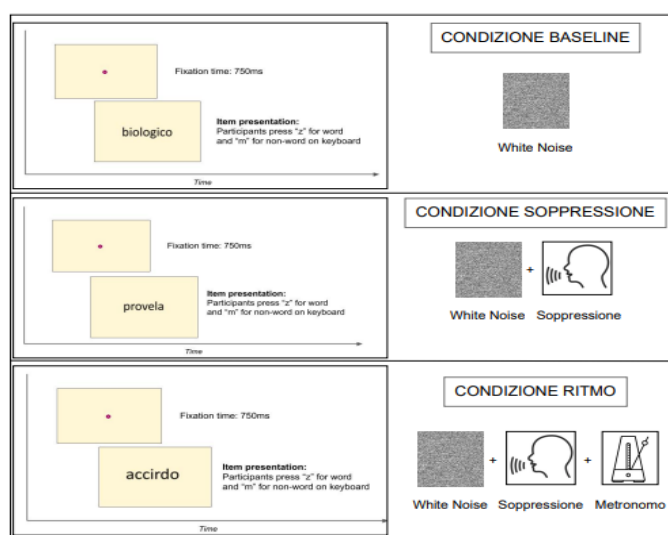 CONDIZIONE BASELINE
Fixation time: 750ms
biologico
Item presentation:
Participants press “z” for word
and “m” for non-word on keyboard
Time
White Noise
CONDIZIONE SOPPRESSIONE
Fixation time: 750ms
provela
Item presentation:
Participants press “z” for word
and “m” for non-word on keyboard
Time
+
White Noise Soppressione
CONDIZIONE RITMO
Fixation time: 750ms
accirdo
Item presentation:
Participants press “z” for word
and “m” for non-word on keyboard
Time
+ +
White Noise Soppressione Metronomo